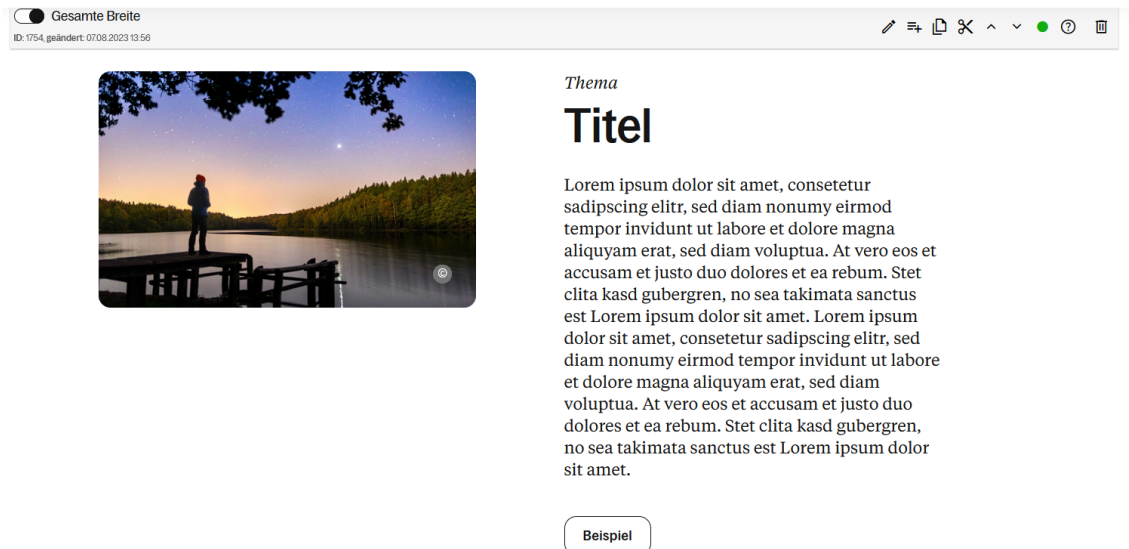 Gesamte Breite
ID: 1754, geändert: 07.08.2023 13:56
©
Thema
Titel
Lorem ipsum dolor sit amet, consetetur
sadipscing elitr, sed diam nonumy eirmod
tempor invidunt ut labore et dolore magna
aliquyam erat, sed diam voluptua. At vero eos et
accusam et justo duo dolores et ea rebum. Stet
clita kasd gubergren, no sea takimata sanctus
est Lorem ipsum dolor sit amet. Lorem ipsum
dolor sit amet, consetetur sadipscing elitr, sed
diam nonumy eirmod tempor invidunt ut labore
et dolore magna aliquyam erat, sed diam
voluptua. At vero eos et accusam et justo duo
dolores et ea rebum. Stet clita kasd gubergren,
no sea takimata sanctus est Lorem ipsum dolor
sit amet.
Beispiel